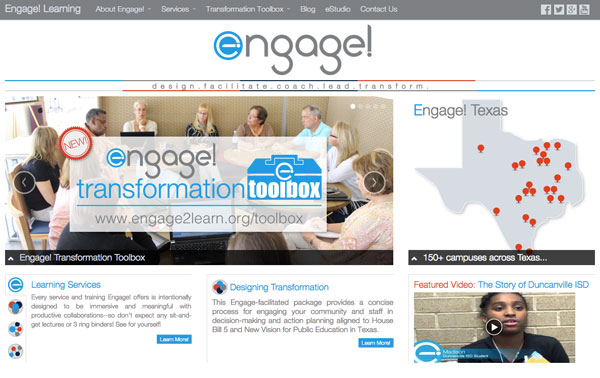 Engage! Learning
About Engage!
Services
Transformation Toolbox
Blog
eStudio
Contact Us
engage!
design.facilitate.coach.lead.transform.
NEW!
engage!
transformation toolbox
www.engage2learn.org/toolbox
Engage! Transformation Toolbox
Engage! Texas
150+ campuses across Texas...
Learning Services
Every service and training Engage! offers is intentionally
designed to be immersive and meaningful with
productive collaborations--so don't expect any sit-and-
get lectures or 3 ring binders! See for yourself!
Learn More!
Designing Transformation
This Engage-facilitated package provides a concise
process for engaging your community and staff in
decision-making and action planning aligned to House
Bill 5 and New Vision for Public Education in Texas.
Learn More!
Featured Video: The Story of Duncanville ISD
Madison
Duncanville ISD Student